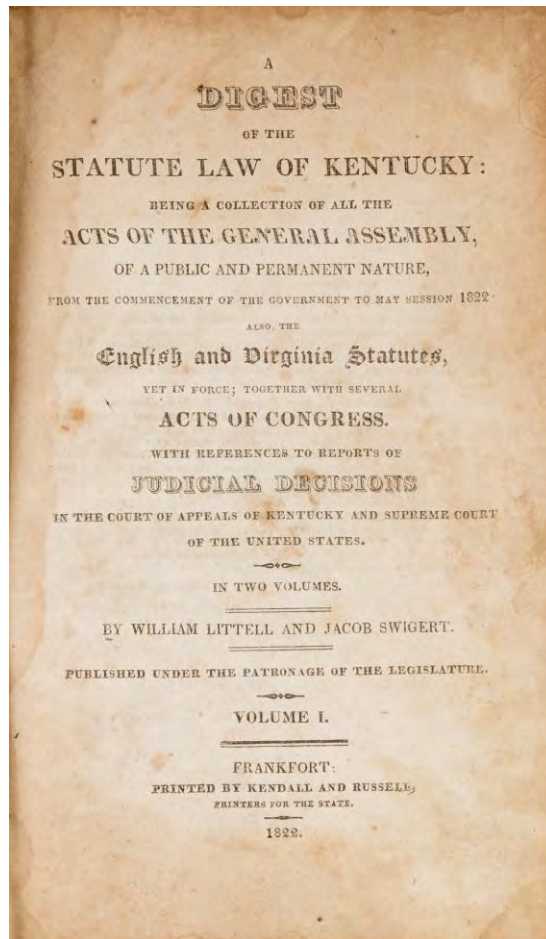 A
DIGEST
OF THE
STATUTE LAW OF KENTUCKY:
BEING A COLLECTION OF ALL THE
ACTS OF THE GENERAL ASSEMBLY,
OF A PUBLIC AND PERMANENT NATURE,
FROM THE COMMENCEMENT OF THE GOVERNMENT TO MAY SESSION 1822
ALSO, THE
English and Virginia Statutes,
YET IN FORCE; TOGETHER WITH SEVERAL
ACTS OF CONGRESS.
WITH REFERENCES TO REPORTS OF
JUDICIAL DECISIONS
IN THE COURT OF APPEALS OF KENTUCKY AND SUPREME COURT
OF THE UNITED STATES.
IN TWO VOLUMES.
BY WILLIAM LITTELL AND JACOB SWIGERT.
PUBLISHED UNDER THE PATRONAGE OF THE LEGISLATURE.
VOLUME I.
FRANKFORT:
PRINTED BY KENDALL AND RUSSELL,
PRINTERS FOR THE STATE.
1822.